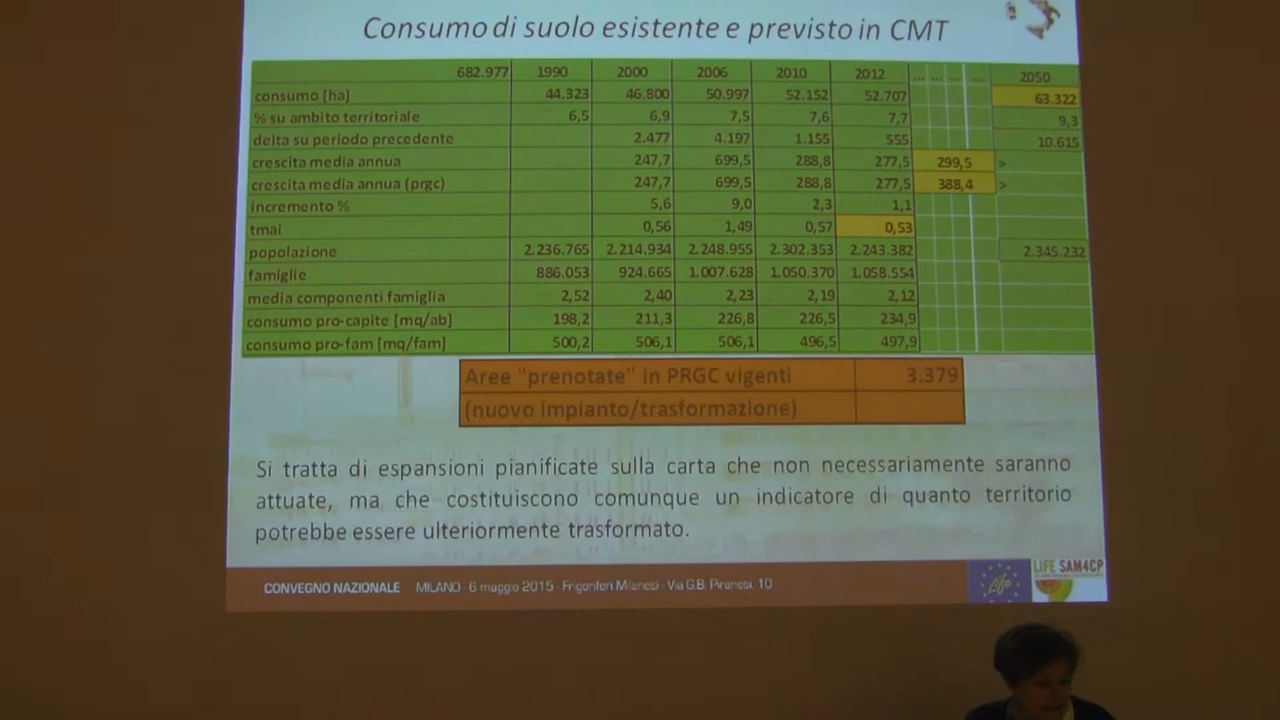 Consumo di suolo esistente e previsto in CMT
682.977 1990 2000 2006 2010 2012 ... ... ... ... 2050
consumo [ha] 44.323 46.800 50.997 52.152 52.707 63.322
% su ambito territoriale 6,5 6,9 7,5 7,6 7,7 9,3
delta su periodo precedente 2.477 4.197 1.155 555 10.615
crescita media annua 247,7 699,5 288,8 277,5 299,5 >
crescita media annua (prgc) 247,7 699,5 288,8 277,5 388,4 >
incremento % 5,6 9,0 2,3 1,1
tmai 0,56 1,49 0,57 0,53
popolazione 2.236.765 2.214.934 2.248.955 2.302.353 2.243.382 2.345.232
famiglie 886.053 924.665 1.007.628 1.050.370 1.058.554
media componenti famiglia 2,52 2,40 2,23 2,19 2,12
consumo pro-capite [mq/ab] 198,2 211,3 226,8 226,5 234,9
consumo pro-fam [mq/fam] 500,2 506,1 506,1 496,5 497,9
Aree "prenotate" in PRGC vigenti 3.379
(nuovo impianto/trasformazione)
Si tratta di espansioni pianificate sulla carta che non necessariamente saranno
attuate, ma che costituiscono comunque un indicatore di quanto territorio
potrebbe essere ulteriormente trasformato.
CONVEGNO NAZIONALE MILANO - 6 maggio 2015 - Frigoriferi Milanesi - Via G.B. Piranesi, 10
Life
LIFE SAM4CP